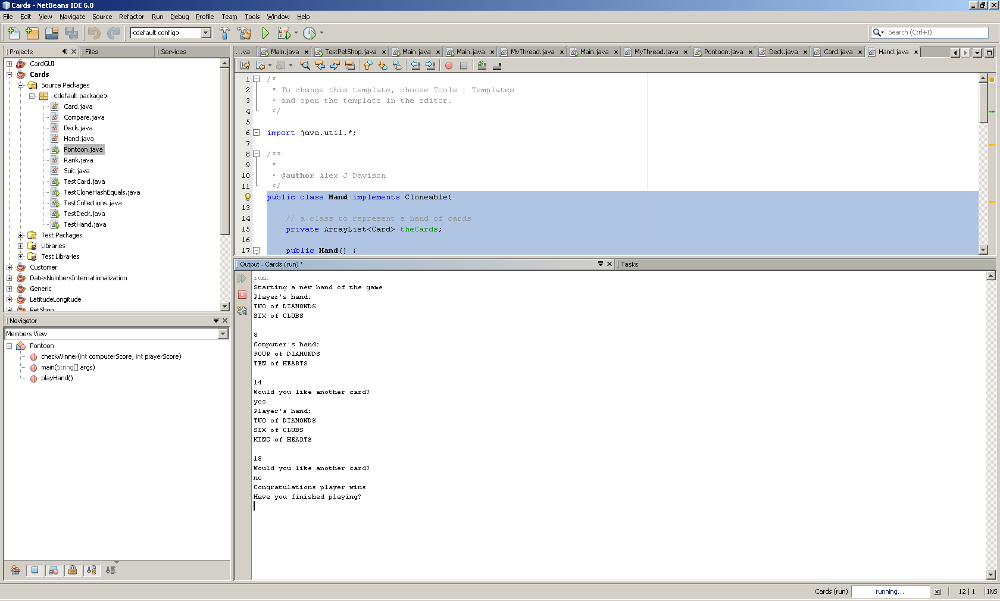 Cards - NetBeans IDE 6.8
File Edit View Navigate Source Refactor Run Debug Profile Team Tools Window Help
<default config>
Search (Ctrl+I)
Projects Files Services
CardGUI
Cards
Source Packages
<default package>
Card.java
Compare.java
Deck.java
Hand.java
Pontoon.java
Rank.java
Suit.java
TestCard.java
TestCloneHashEquals.java
TestCollections.java
TestDeck.java
TestHand.java
Test Packages
Libraries
Test Libraries
Customer
DatesNumbersInternationalization
Generic
LatitudeLongitude
PetShop
Navigator
Members View
Pontoon
checkWinner(int computerScore, int playerScore)
main(String[] args)
playHand()
...va Main.java TestPetShop.java Main.java Main.java MyThread.java Main.java MyThread.java Pontoon.java Deck.java Card.java Hand.java
1 /*
2 * To change this template, choose Tools | Templates
3 * and open the template in the editor.
4 */
5
6 import java.util.*;
7
8 /**
9 *
10 * @author Alex J Davison
11 */
public class Hand implements Cloneable{
13
14 // a class to represent a hand of cards
15 private ArrayList<Card> theCards;
16
17 public Hand() {
Output - Cards (run) * Tasks
run:
Starting a new hand of the game
Player's hand:
TWO of DIAMONDS
SIX of CLUBS
8
Computer's hand:
FOUR of DIAMONDS
TEN of HEARTS
14
Would you like another card?
yes
Player's hand:
TWO of DIAMONDS
SIX of CLUBS
KING of HEARTS
18
Would you like another card?
no
Congratulations player wins
Have you finished playing?
Cards (run) running... 12 | 1 INS